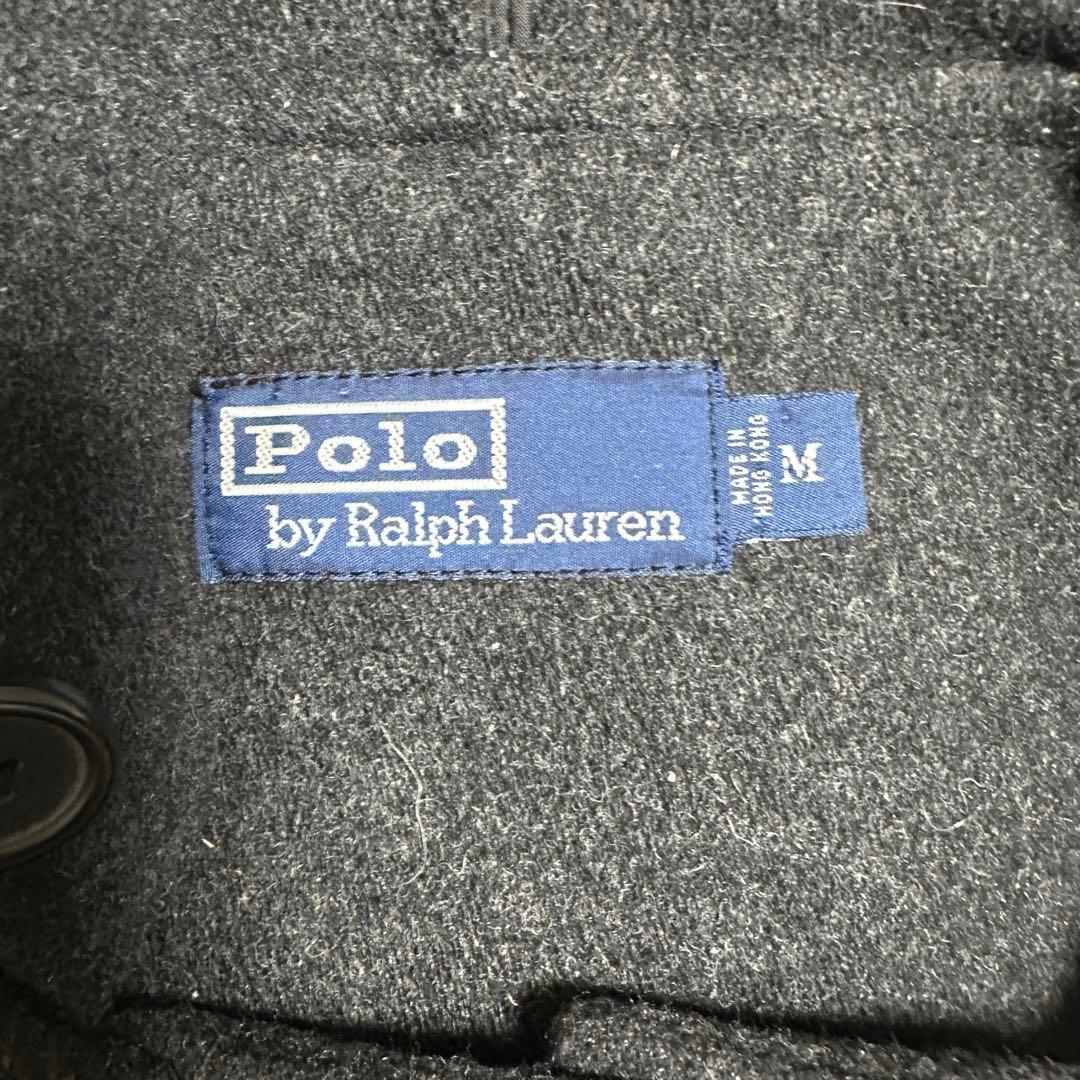 Polo
by Ralph Lauren
MADE IN
HONG KONG
M